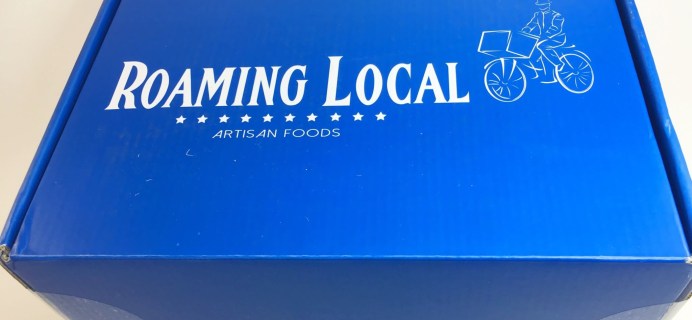 ROAMING LOCAL
ARTISAN FOODS